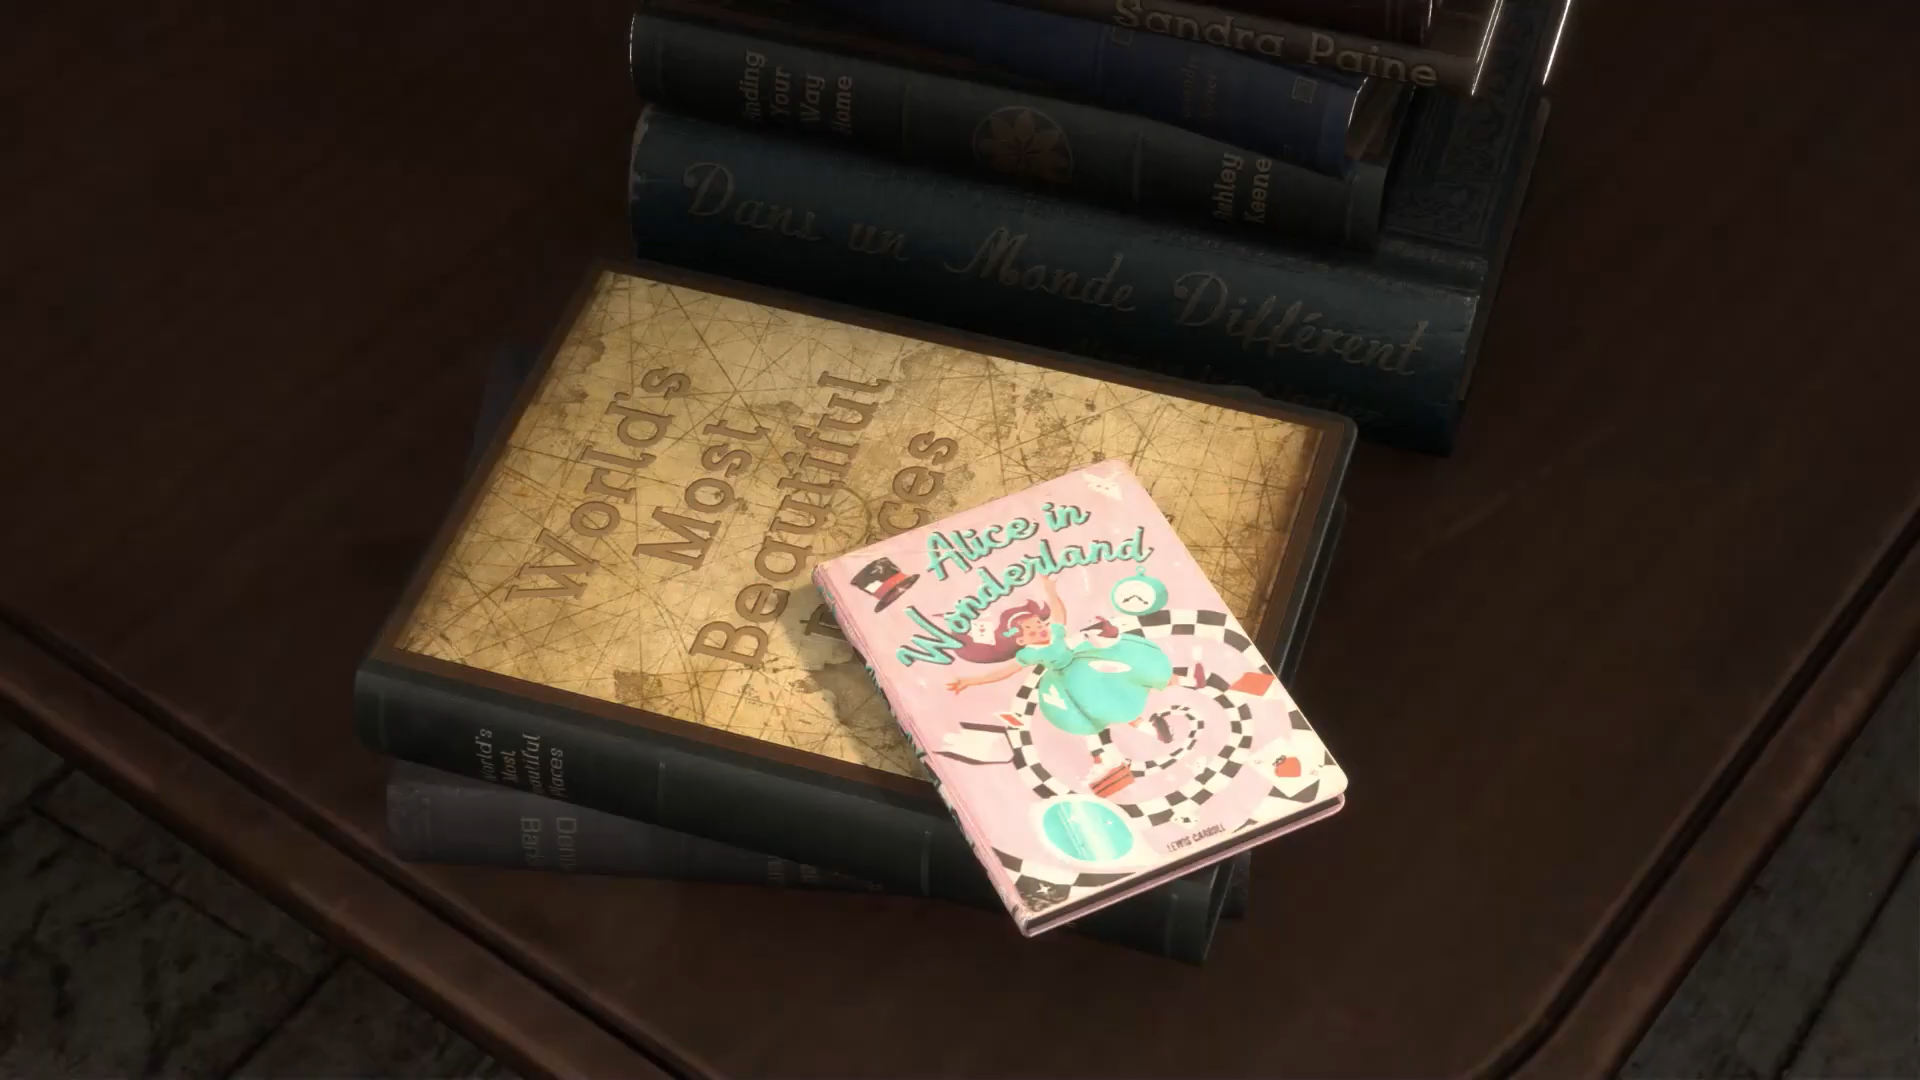 Sandra Paine
Finding
Your
Way
Home
Ashley
Keene
Dans un Monde Différent
World's
Most
Beautiful
Alice in
Wonderland
LEWIS CARROLL
World's
Most
Beautiful
Places